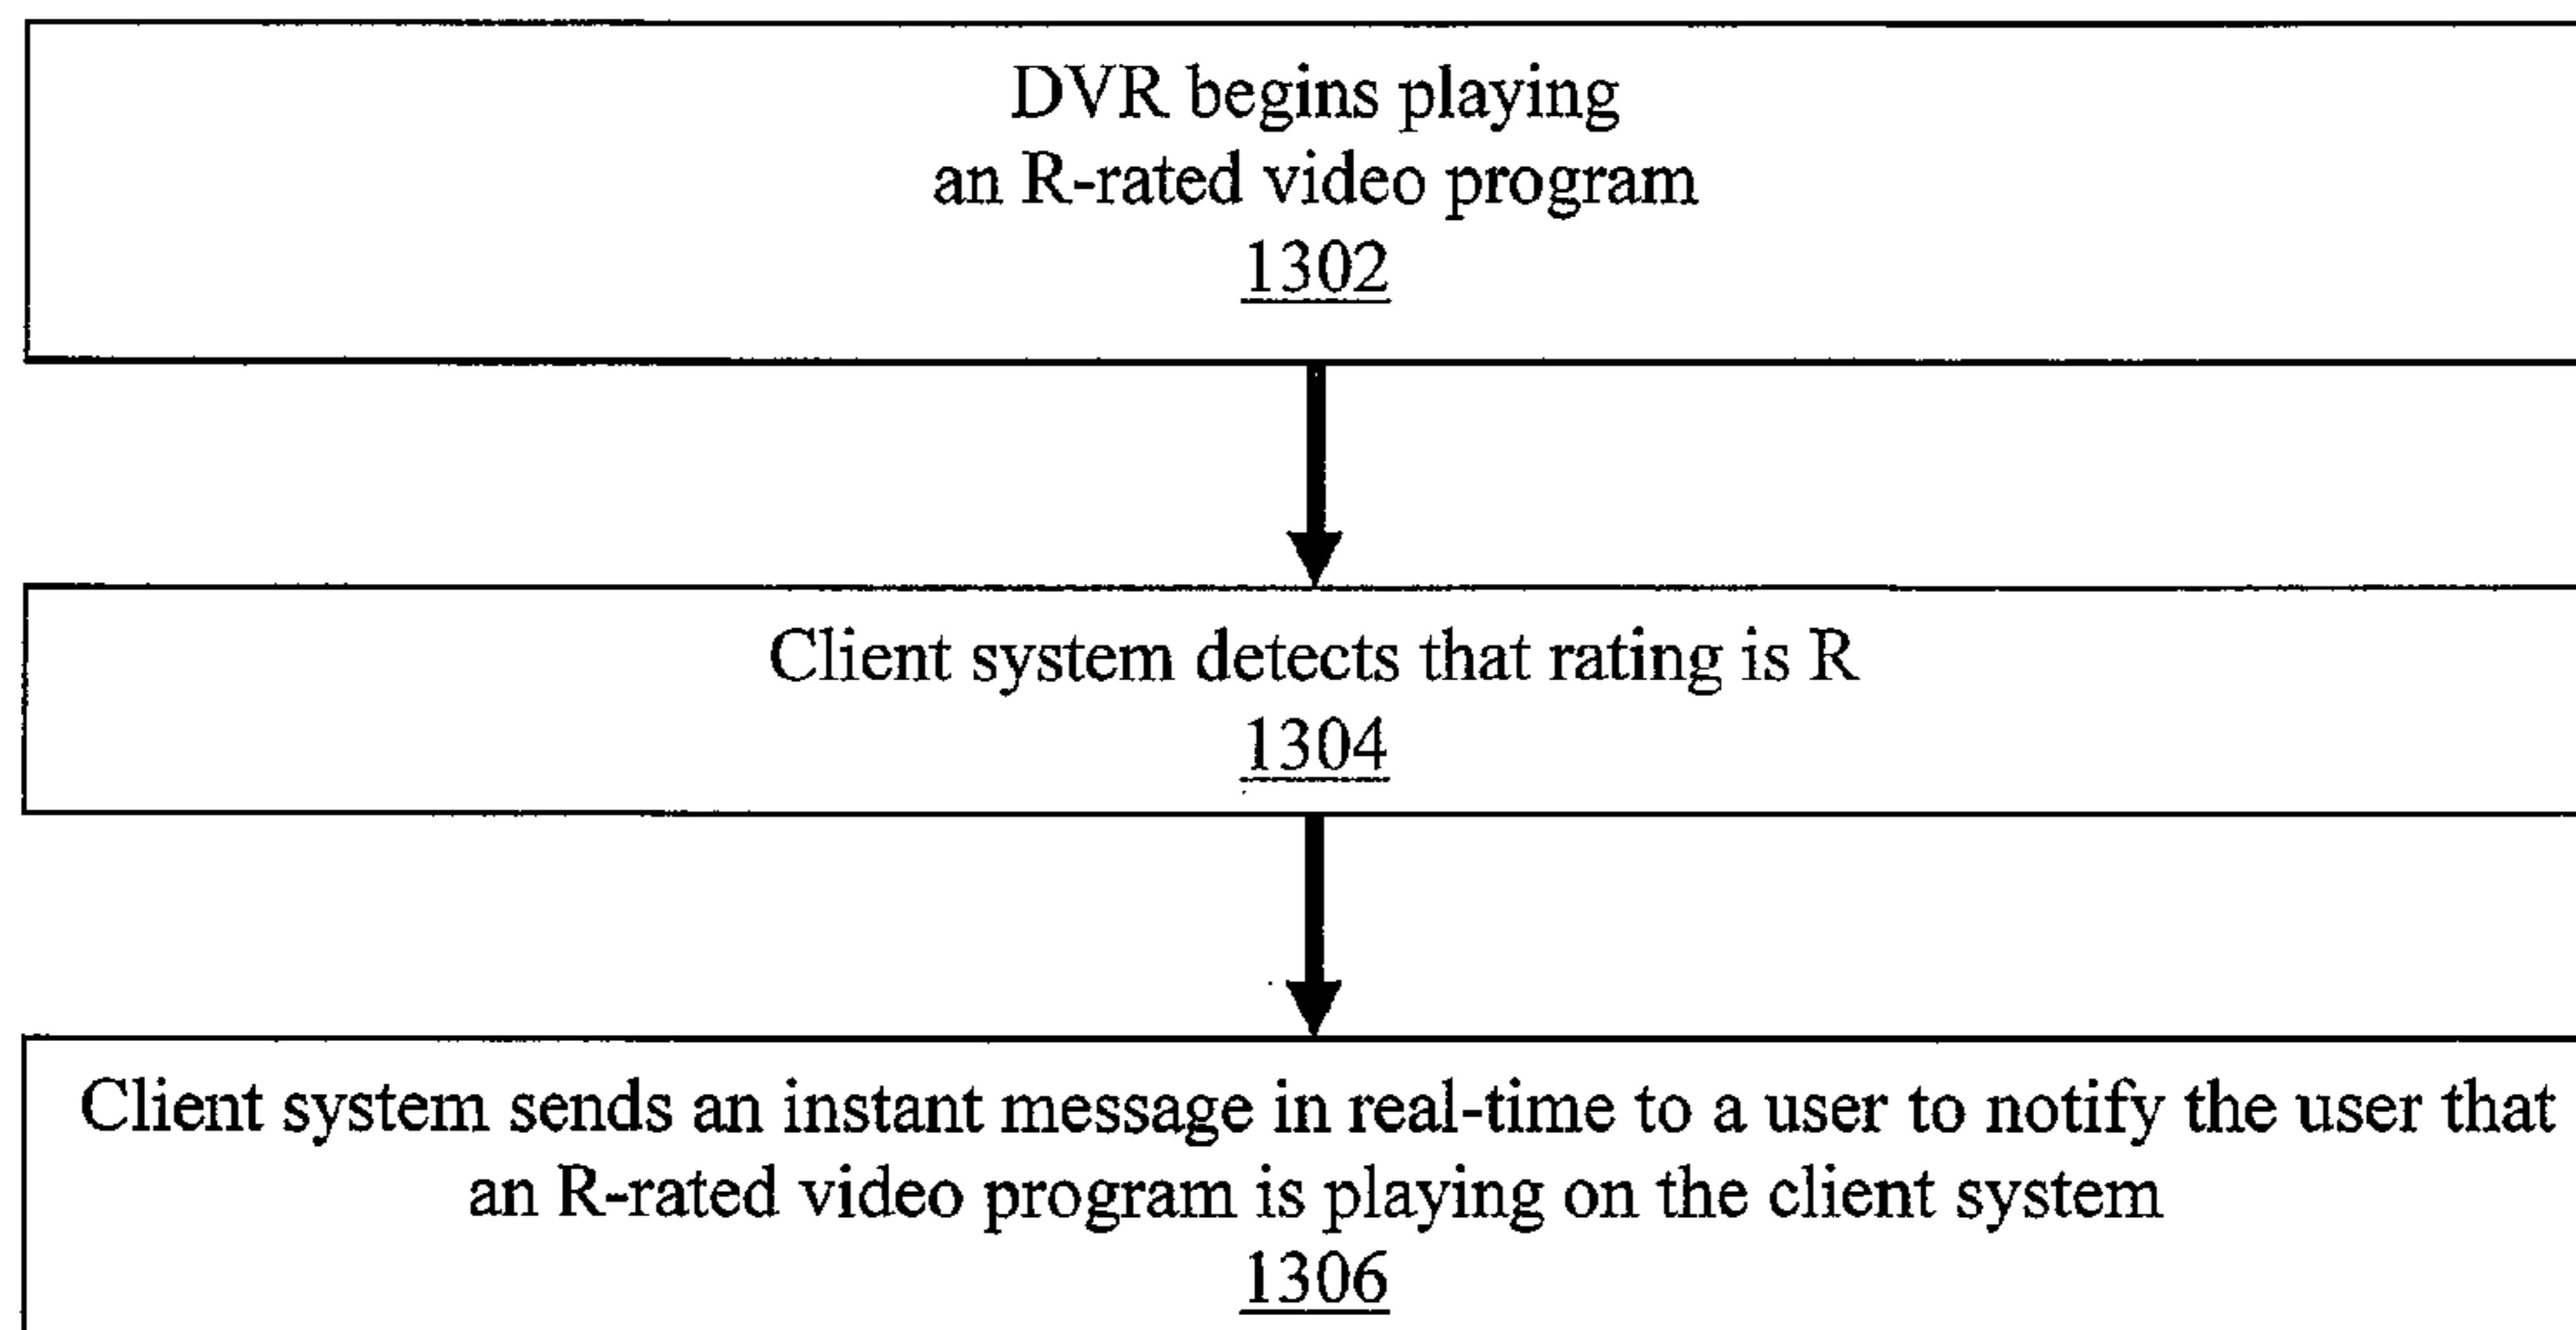 DVR begins playing
an R-rated video program
1302
Client system detects that rating is R
1304
Client system sends an instant message in real-time to a user to notify the user that
an R-rated video program is playing on the client system
1306